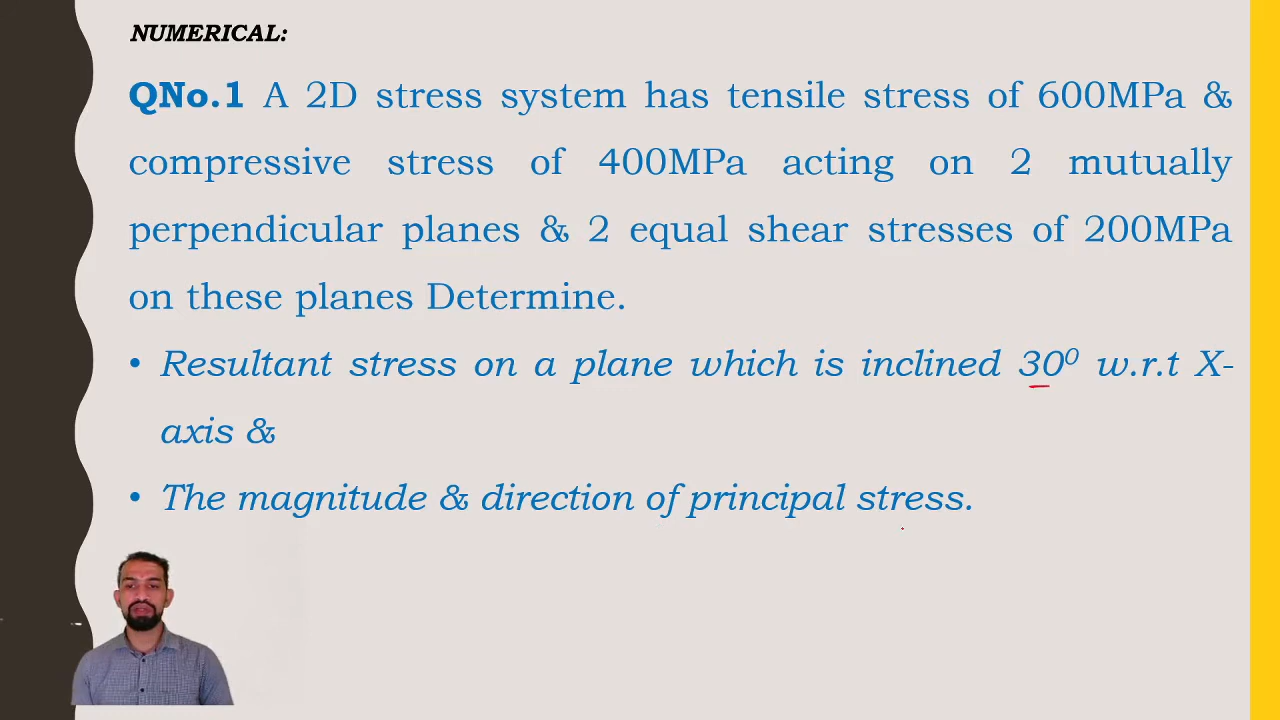 NUMERICAL:
QNo.1 A 2D stress system has tensile stress of 600MPa &
compressive stress of 400MPa acting on 2 mutually
perpendicular planes & 2 equal shear stresses of 200MPa
on these planes Determine.
• Resultant stress on a plane which is inclined 30⁰ w.r.t X-
axis &
• The magnitude & direction of principal stress.